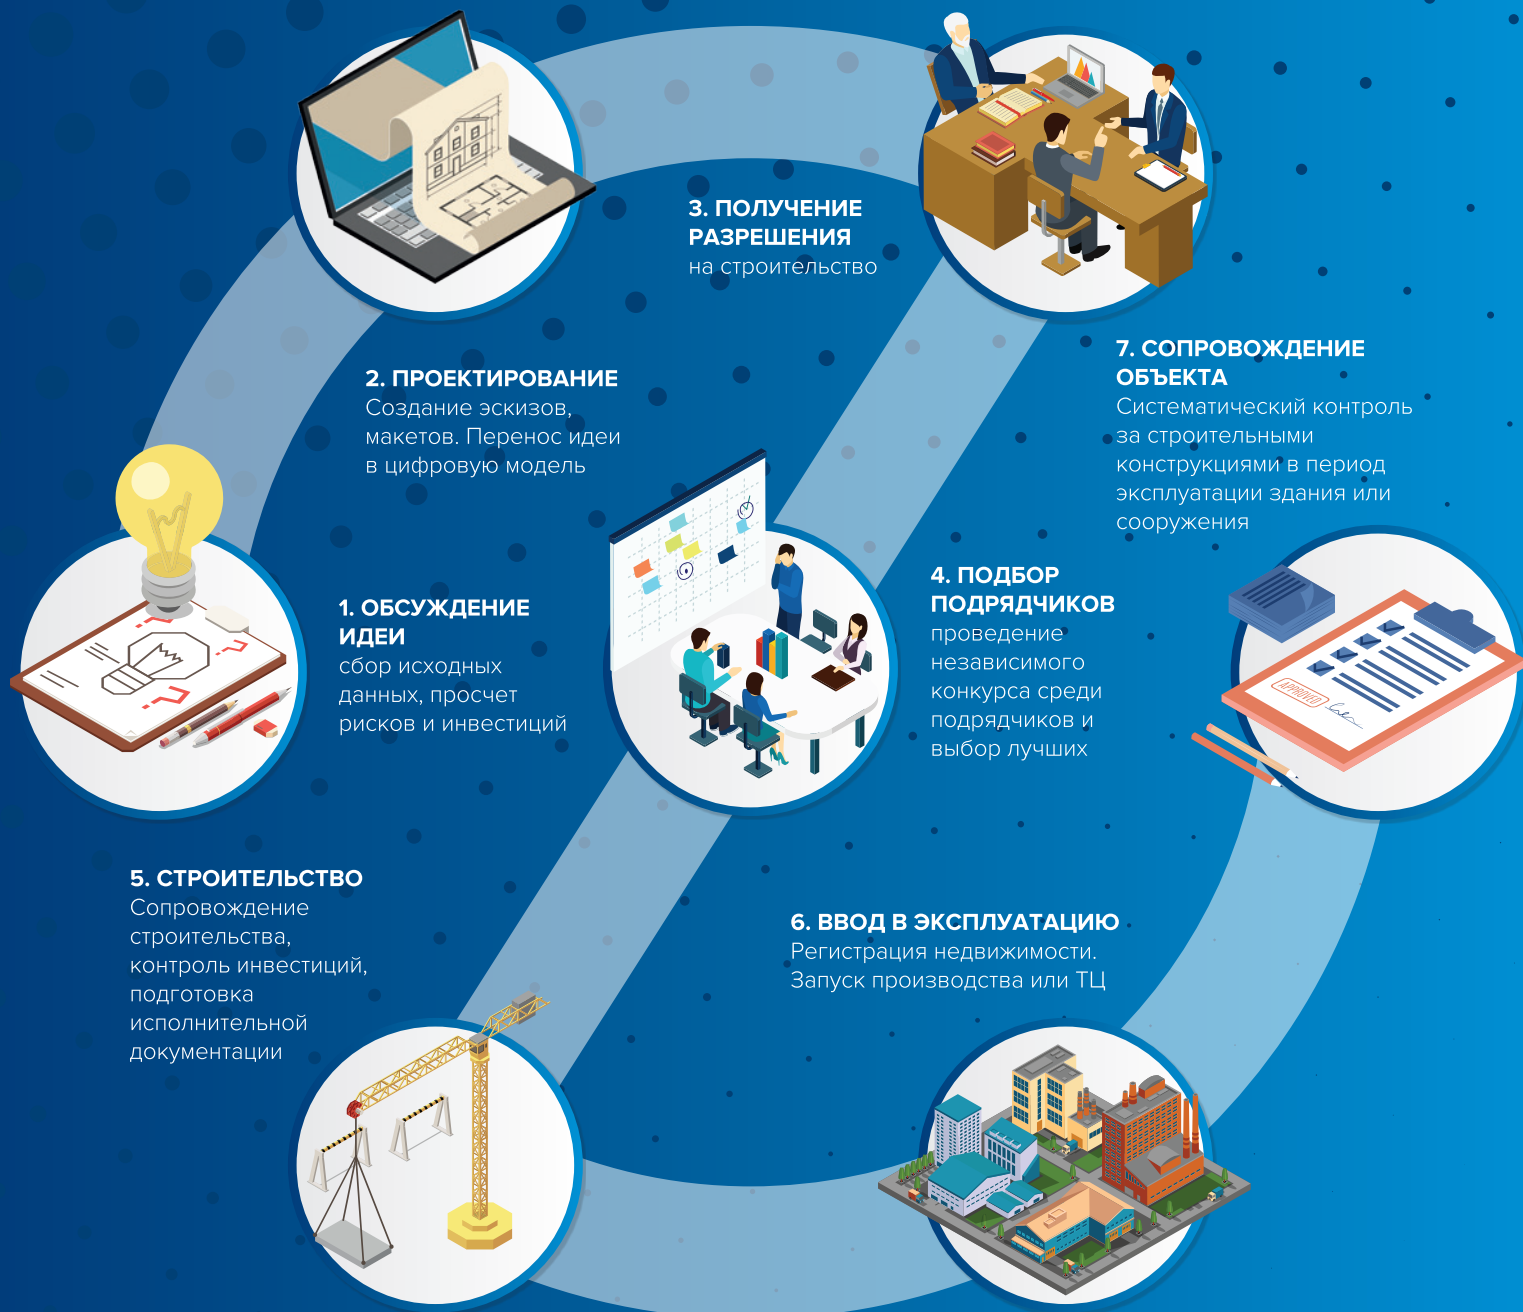 1. ОБСУЖДЕНИЕ
ИДЕИ
сбор исходных
данных, просчет
рисков и инвестиций
2. ПРОЕКТИРОВАНИЕ
Создание эскизов,
макетов. Перенос идеи
в цифровую модель
3. ПОЛУЧЕНИЕ
РАЗРЕШЕНИЯ
на строительство
4. ПОДБОР
ПОДРЯДЧИКОВ
проведение
независимого
конкурса среди
подрядчиков и
выбор лучших
5. СТРОИТЕЛЬСТВО
Сопровождение
строительства,
контроль инвестиций,
подготовка
исполнительной
документации
6. ВВОД В ЭКСПЛУАТАЦИЮ
Регистрация недвижимости.
Запуск производства или ТЦ
7. СОПРОВОЖДЕНИЕ
ОБЪЕКТА
Систематический контроль
за строительными
конструкциями в период
эксплуатации здания или
сооружения
APPROVED